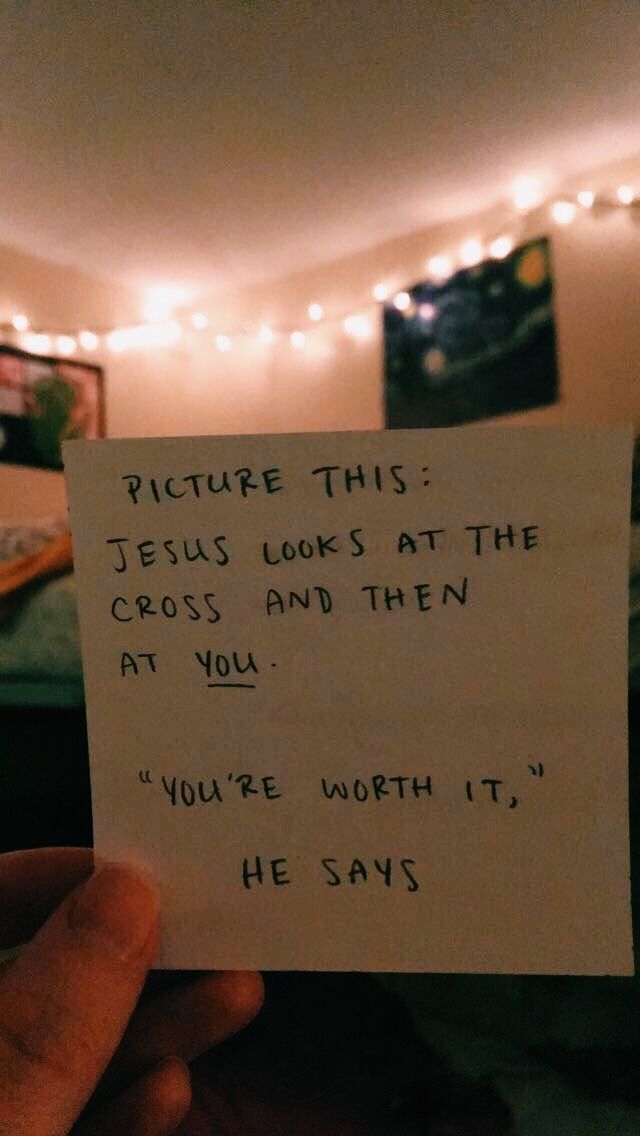 PICTURE THIS:
JESUS LOOKS AT THE
CROSS AND THEN
AT YOU.
"YOU'RE WORTH IT,"
HE SAYS